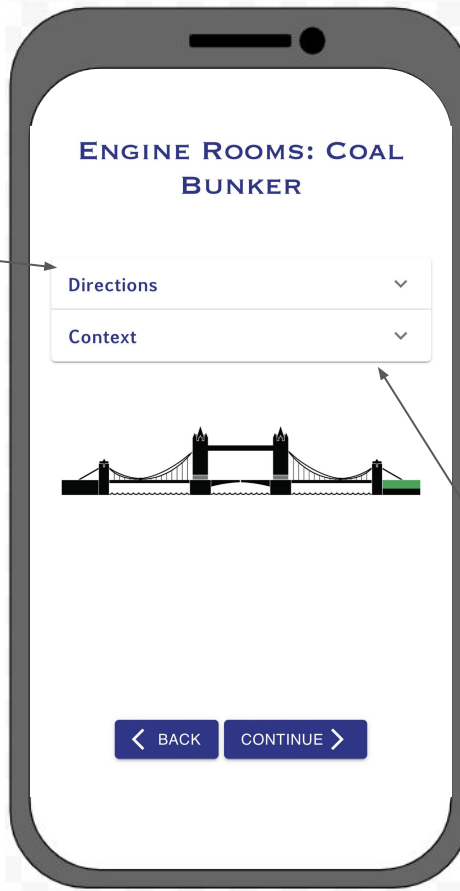 Engine Rooms: Coal
Bunker
Directions
Context
BACK
CONTINUE